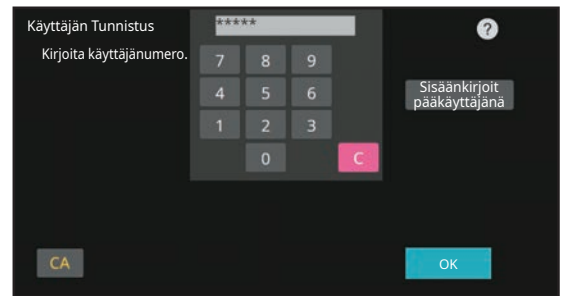 Käyttäjän Tunnistus
*****
?
Kirjoita käyttäjänumero.
7 8 9
4 5 6
1 2 3
0 C
Sisäänkirjoit
pääkäyttäjänä
CA
OK